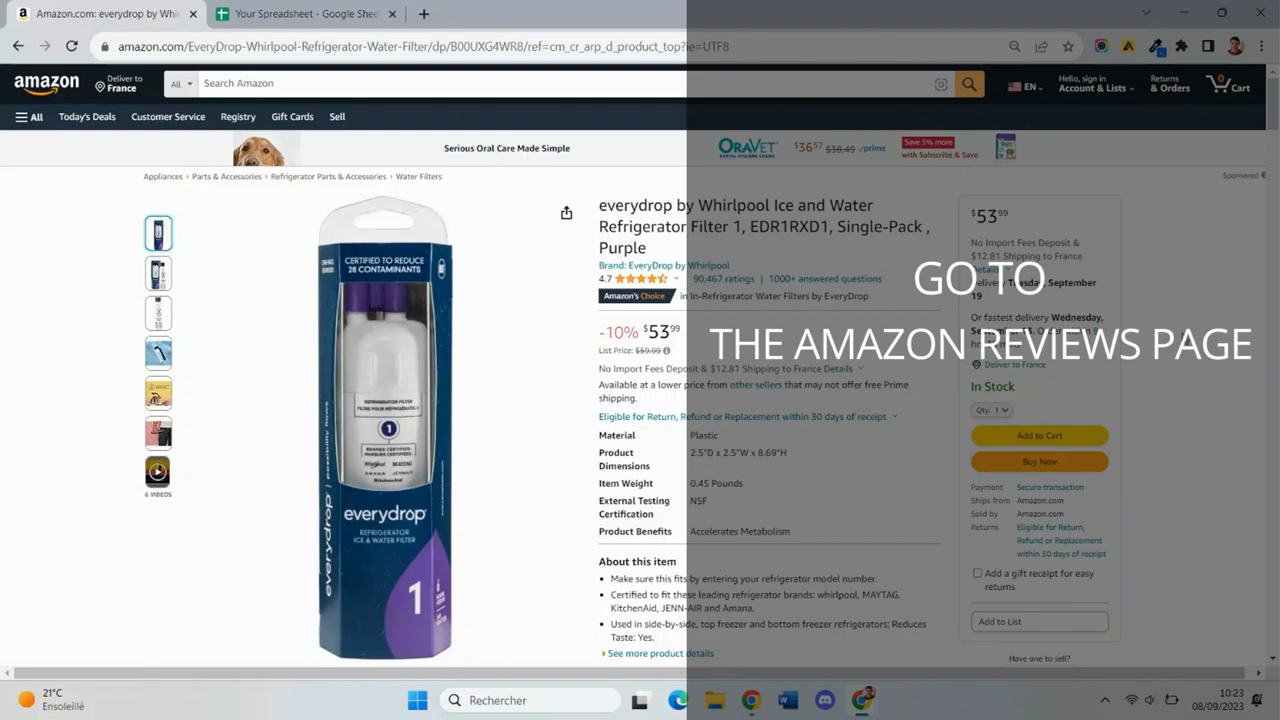 Amazon.com: everydrop by Whi
Your Spreadsheet - Google Sheet
amazon.com/EveryDrop-Whirlpool-Refrigerator-Water-Filter/dp/B00UXG4WR8/ref=cm_cr_arp_d_product_top?ie=UTF8
amazon
Deliver to
France
All
Search Amazon
EN
Hello, sign in
Account & Lists
Returns
& Orders
0
Cart
All
Today's Deals
Customer Service
Registry
Gift Cards
Sell
Serious Oral Care Made Simple
ORAVET
$3657 $38.49 prime
Save 5% more
with Subscribe & Save
Sponsored
Appliances › Parts & Accessories › Refrigerator Parts & Accessories › Water Filters
CERTIFIED TO REDUCE
28 CONTAMINANTS
REFRIGERATOR FILTER
1
everydrop
REFRIGERATOR
ICE & WATER FILTER
1
everydrop
6 VIDEOS
everydrop by Whirlpool Ice and Water
Refrigerator Filter 1, EDR1RXD1, Single-Pack ,
Purple
Brand: EveryDrop by Whirlpool
4.7
90,467 ratings | 1000+ answered questions
Amazon's Choice in In-Refrigerator Water Filters by EveryDrop
-10% $5399
List Price: $59.99
No Import Fees Deposit & $12.81 Shipping to France Details
Available at a lower price from other sellers that may not offer free Prime
shipping.
Eligible for Return, Refund or Replacement within 30 days of receipt
Material Plastic
Product
Dimensions
2.5"D x 2.5"W x 8.69"H
Item Weight 0.45 Pounds
External Testing
Certification
NSF
Product Benefits Accelerates Metabolism
About this item
Make sure this fits by entering your refrigerator model number.
Certified to fit these leading refrigerator brands: whirlpool, MAYTAG,
KitchenAid, JENN-AIR and Amana.
Used in side-by-side, top freezer and bottom freezer refrigerators; Reduces
Taste: Yes.
See more product details
$5399
No Import Fees Deposit &
$12.81 Shipping to France
Details
Delivery Tuesday, September
19
Or fastest delivery Wednesday,
GO TO
THE AMAZON REVIEWS PAGE
Deliver to France
In Stock
Qty: 1
Add to Cart
Buy Now
Payment Secure transaction
Ships from Amazon.com
Sold by Amazon.com
Returns Eligible for Return,
Refund or Replacement
within 30 days of receipt
Add a gift receipt for easy
returns
Add to List
Have one to sell?
21°C
Ensoleillé
Rechercher
10:23
08/09/2023